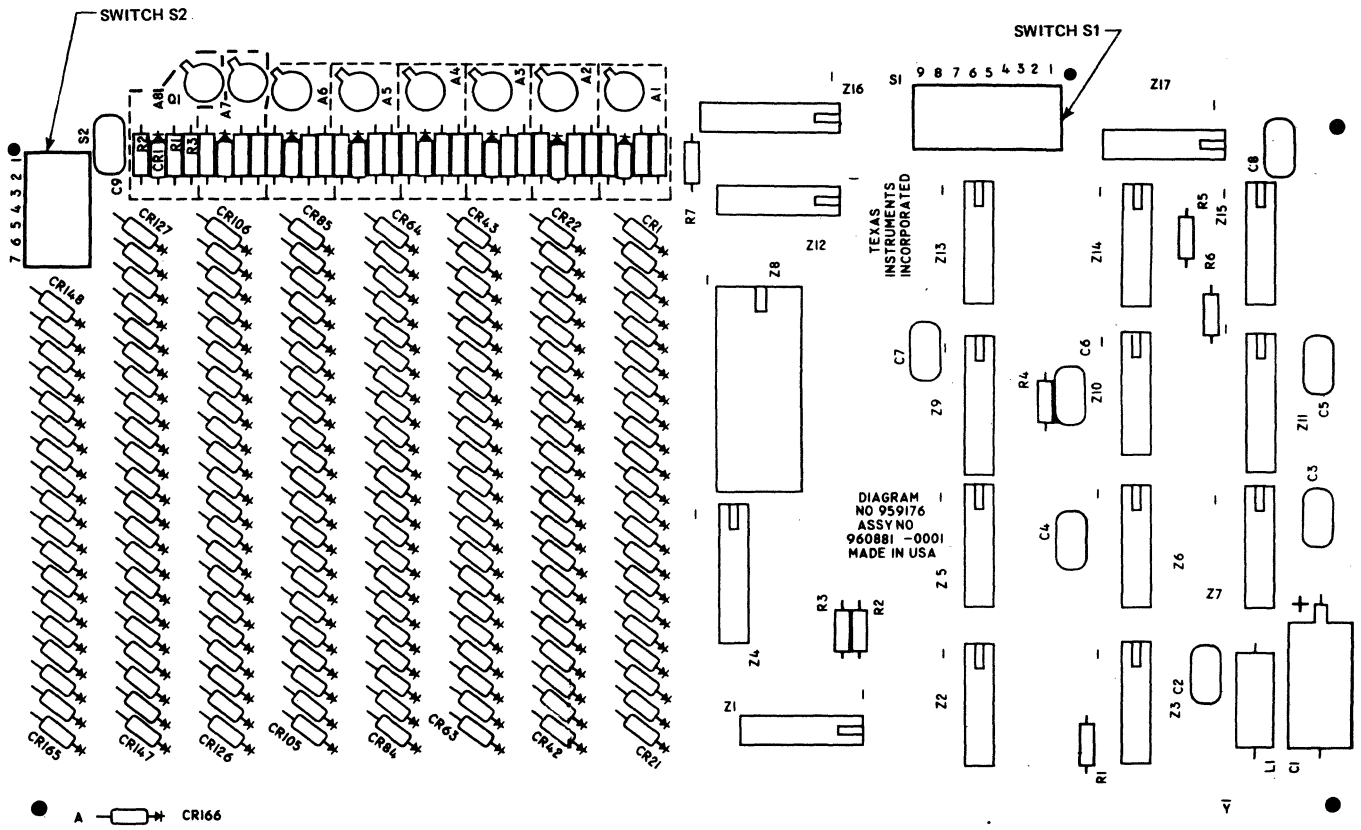 SWITCH S2
SWITCH S1
S1 9 8 7 6 5 4 3 2 1
Z16
Z17
A8
Q1
A7
A6
A5
A4
A3
A2
A1
S2
1 2 3 4 5 6 7
C9
R2
CR1
R1
R3
R7
C8
CR127
CR106
CR85
CR64
CR43
CR22
CR1
Z12
TEXAS
INSTRUMENTS
INCORPORATED
Z13
Z14
R5
Z15
R6
CR148
Z8
C7
C6
R4
Z9
Z10
Z11
C5
C3
DIAGRAM
NO 959176
ASSY NO
960881 -0001
MADE IN USA
C4
Z5
Z6
Z7
R3
R2
+
Z4
Z1
Z2
Z3
C2
CR165
CR147
CR126
CR105
CR84
CR63
CR42
CR21
R1
L1
C1
A CR166
Y